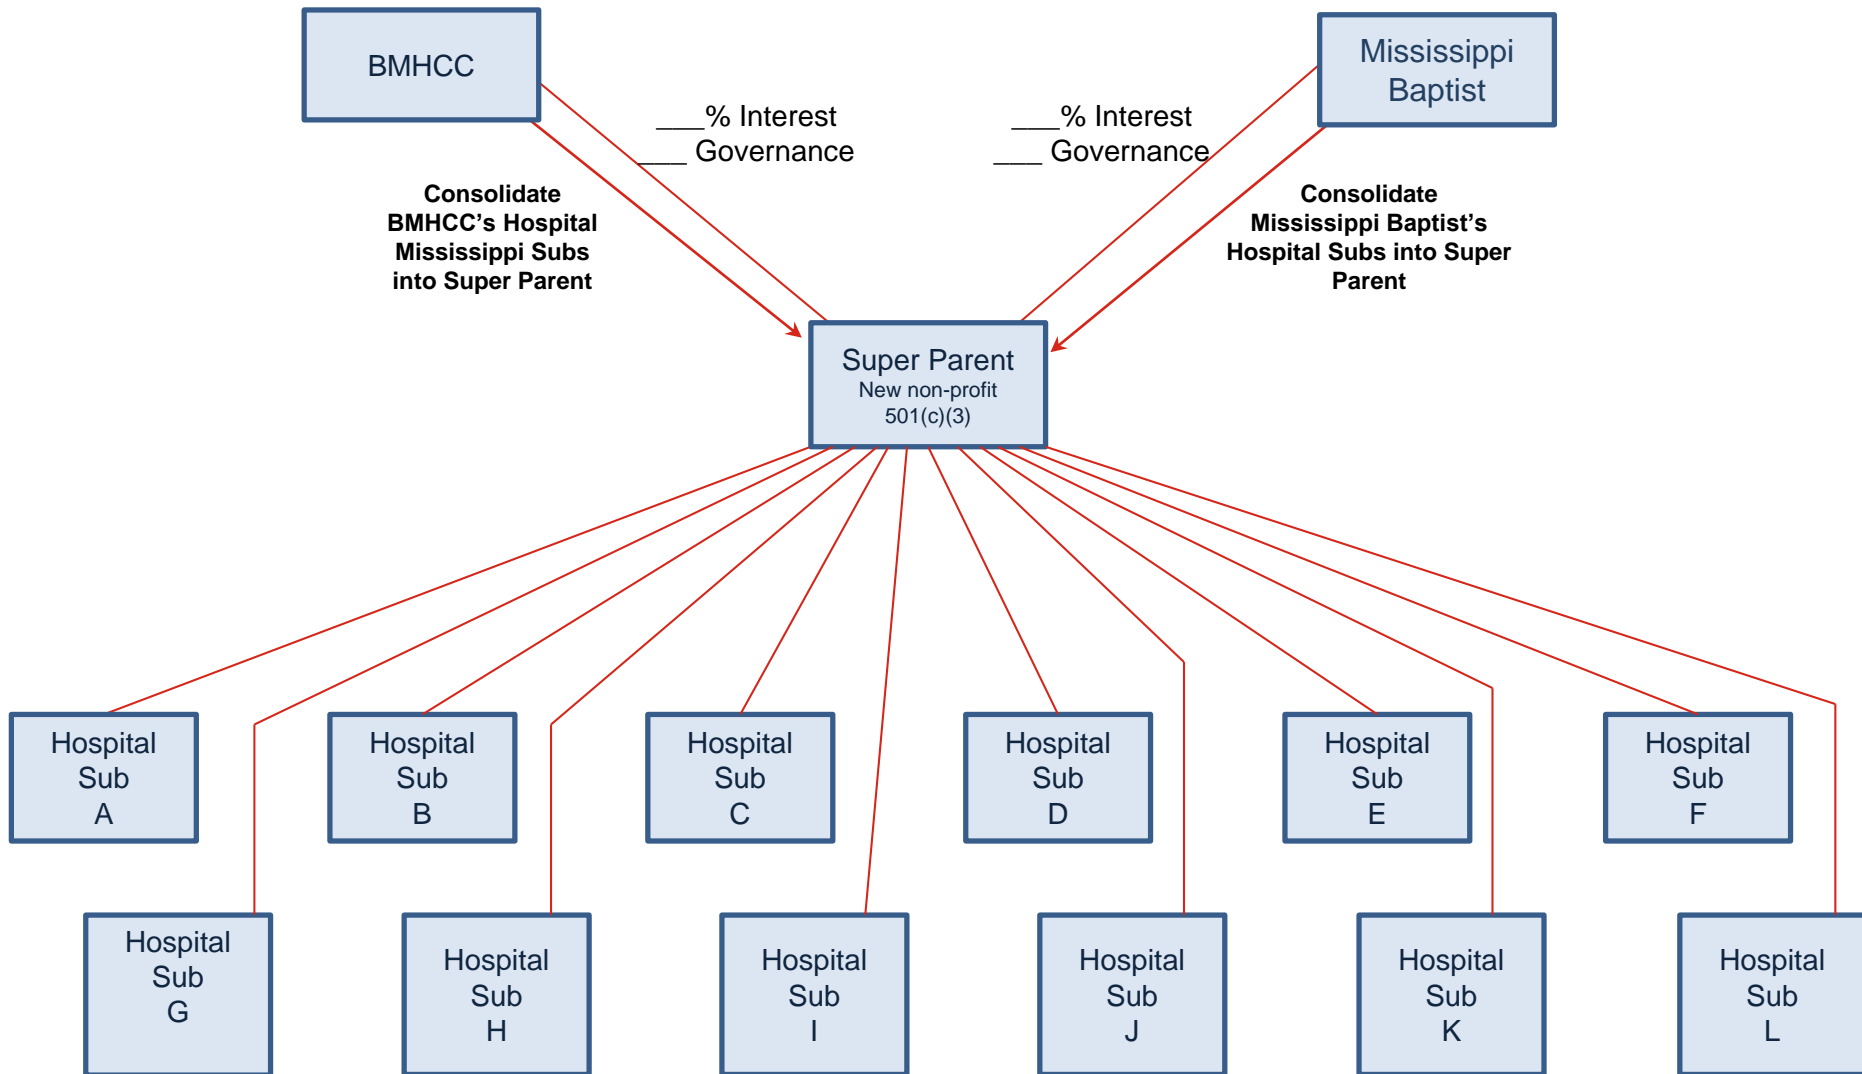 BMHCC
Mississippi
Baptist
___% Interest
___ Governance
___% Interest
___ Governance
Consolidate
BMHCC’s Hospital
Mississippi Subs
into Super Parent
Consolidate
Mississippi Baptist’s
Hospital Subs into Super
Parent
Super Parent
New non-profit
501(c)(3)
Hospital
Sub
A
Hospital
Sub
B
Hospital
Sub
C
Hospital
Sub
D
Hospital
Sub
E
Hospital
Sub
F
Hospital
Sub
G
Hospital
Sub
H
Hospital
Sub
I
Hospital
Sub
J
Hospital
Sub
K
Hospital
Sub
L